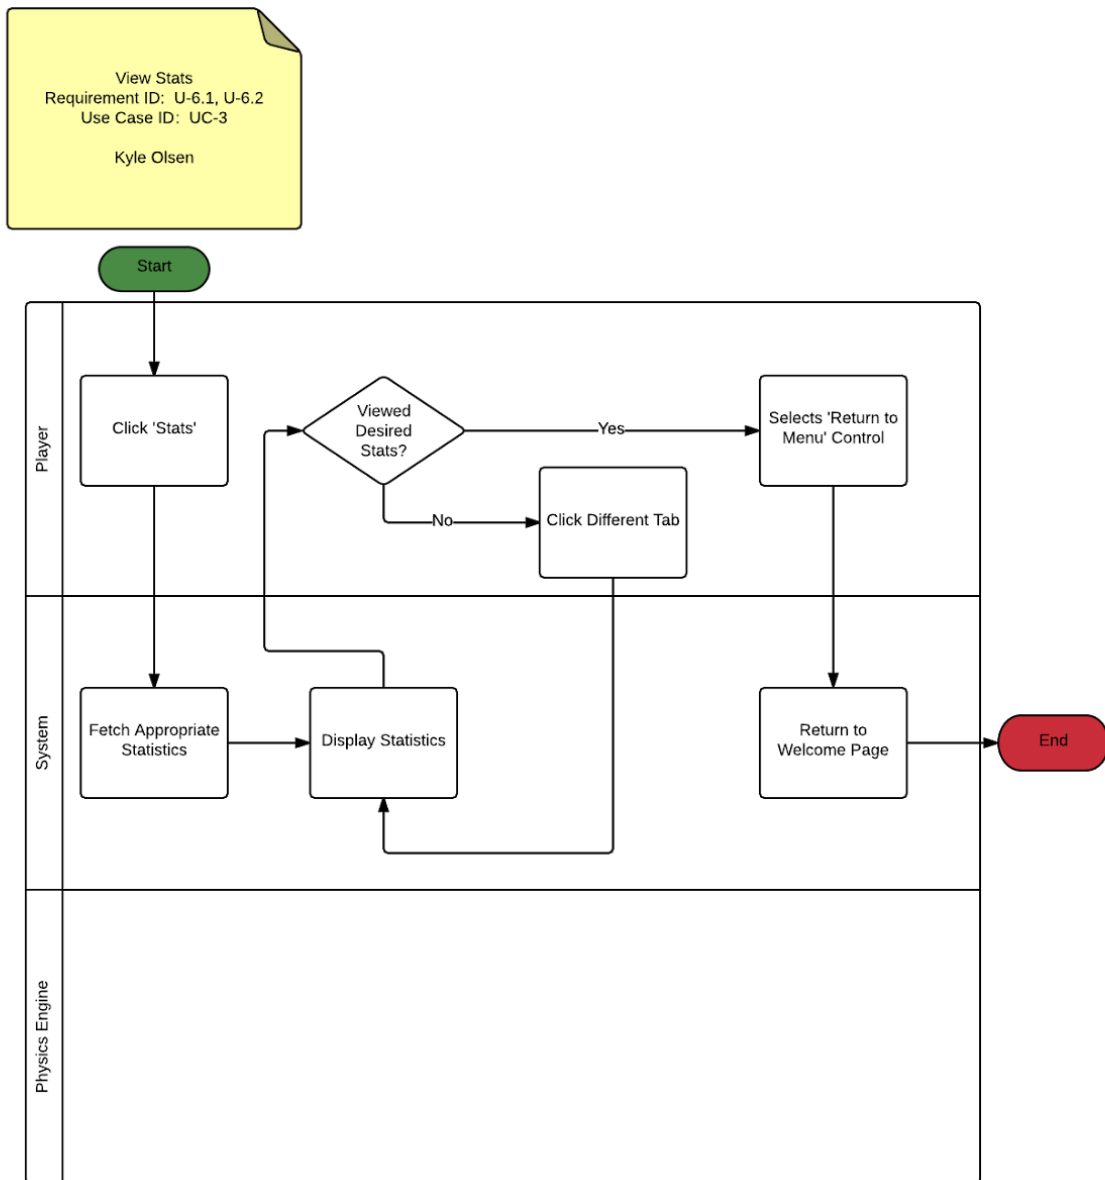 View Stats
Requirement ID:  U-6.1, U-6.2
Use Case ID:  UC-3
Kyle Olsen
Start
Player
Click 'Stats'
Viewed
Desired
Stats?
Yes
Selects 'Return to
Menu' Control
No
Click Different Tab
System
Fetch Appropriate
Statistics
Display Statistics
Return to
Welcome Page
End
Physics Engine